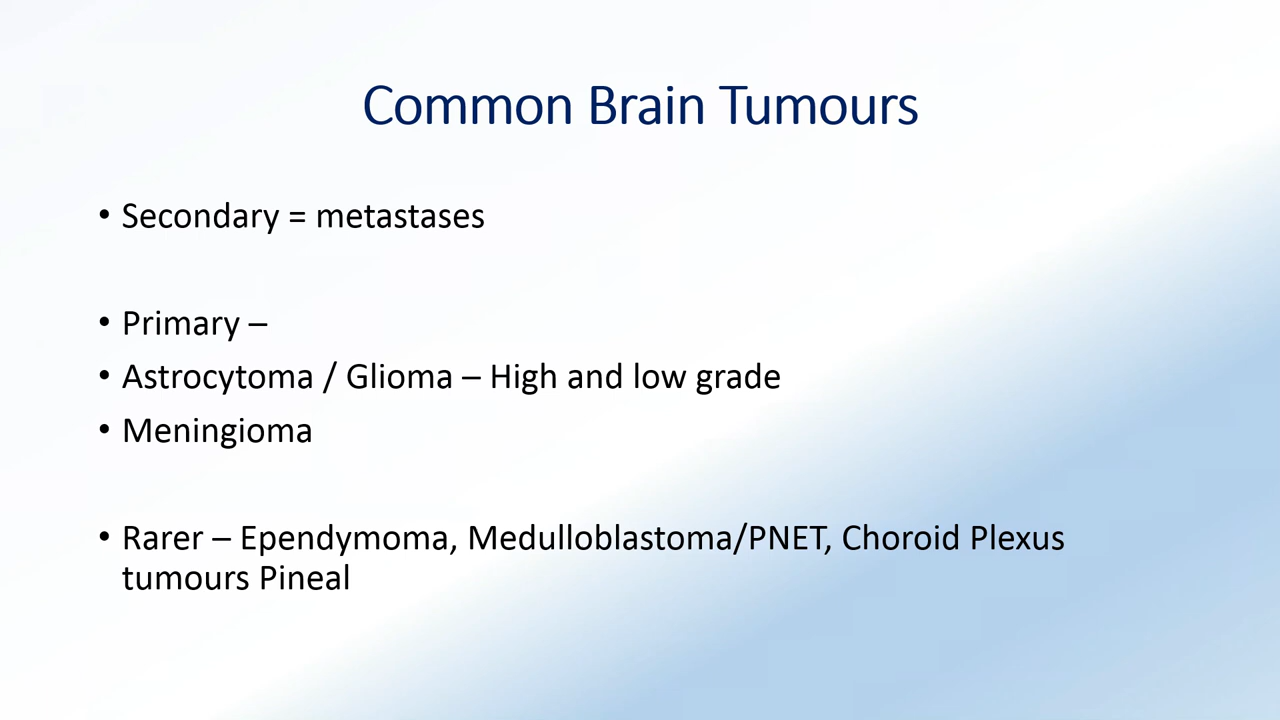 Common Brain Tumours
• Secondary = metastases
• Primary –
• Astrocytoma / Glioma – High and low grade
• Meningioma
• Rarer – Ependymoma, Medulloblastoma/PNET, Choroid Plexus
tumours Pineal